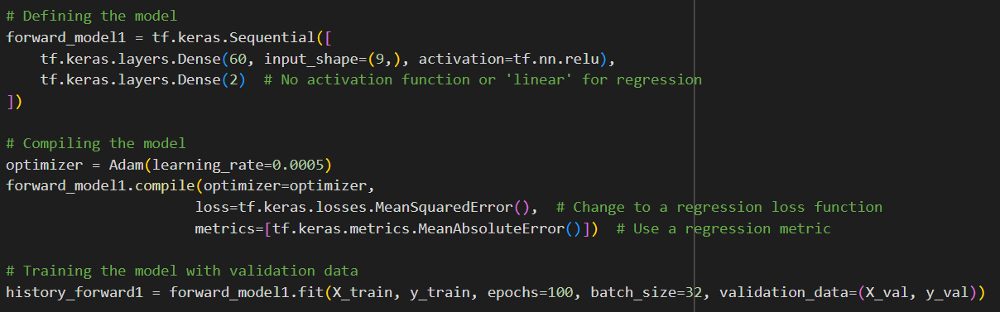 # Defining the model
forward_model1 = tf.keras.Sequential([
    tf.keras.layers.Dense(60, input_shape=(9,), activation=tf.nn.relu),
    tf.keras.layers.Dense(2)  # No activation function or 'linear' for regression
])
# Compiling the model
optimizer = Adam(learning_rate=0.0005)
forward_model1.compile(optimizer=optimizer,
                       loss=tf.keras.losses.MeanSquaredError(),  # Change to a regression loss function
                       metrics=[tf.keras.metrics.MeanAbsoluteError()])  # Use a regression metric
# Training the model with validation data
history_forward1 = forward_model1.fit(X_train, y_train, epochs=100, batch_size=32, validation_data=(X_val, y_val))